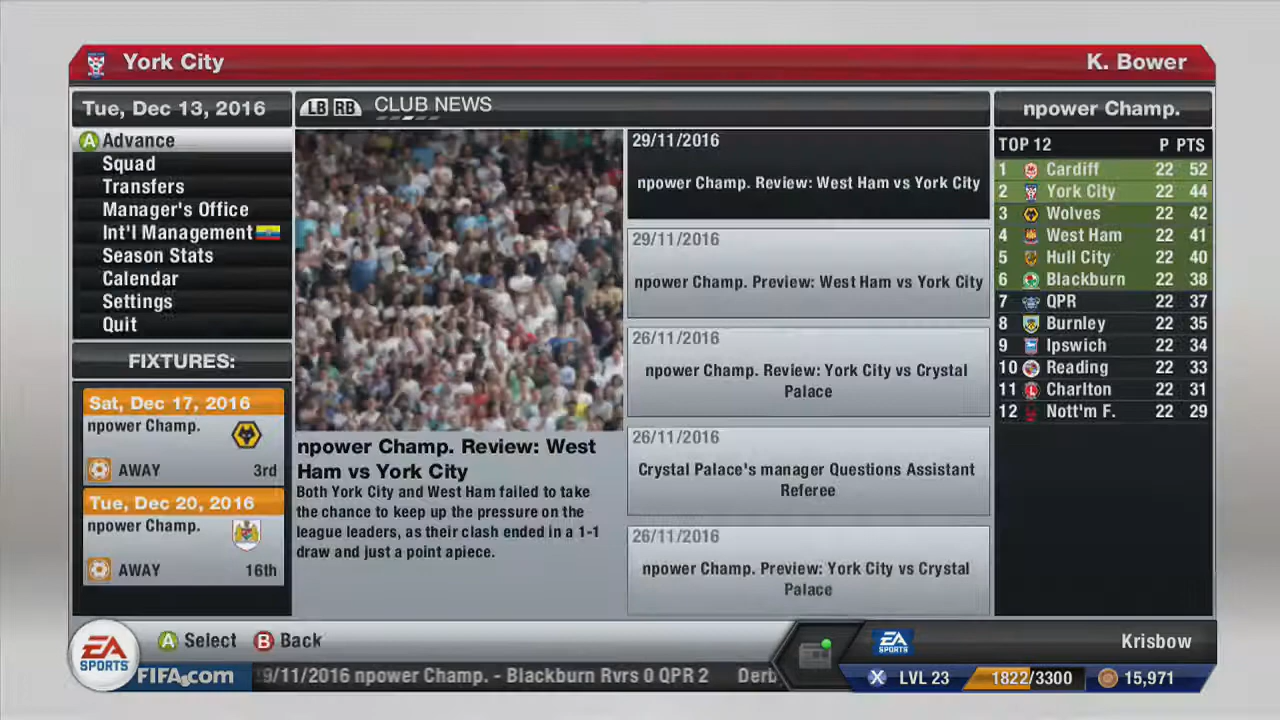 York City
K. Bower
Tue, Dec 13, 2016
LB RB CLUB NEWS
npower Champ.
A Advance
Squad
Transfers
Manager's Office
Int'l Management
Season Stats
Calendar
Settings
Quit
FIXTURES:
Sat, Dec 17, 2016
npower Champ.
AWAY 3rd
Tue, Dec 20, 2016
npower Champ.
AWAY 16th
npower Champ. Review: West
Ham vs York City
Both York City and West Ham failed to take
the chance to keep up the pressure on the
league leaders, as their clash ended in a 1-1
draw and just a point apiece.
29/11/2016
npower Champ. Review: West Ham vs York City
29/11/2016
npower Champ. Preview: West Ham vs York City
26/11/2016
npower Champ. Review: York City vs Crystal
Palace
26/11/2016
Crystal Palace's manager Questions Assistant
Referee
26/11/2016
npower Champ. Preview: York City vs Crystal
Palace
TOP 12 P PTS
1 Cardiff 22 52
2 York City 22 44
3 Wolves 22 42
4 West Ham 22 41
5 Hull City 22 40
6 Blackburn 22 38
7 QPR 22 37
8 Burnley 22 35
9 Ipswich 22 34
10 Reading 22 33
11 Charlton 22 31
12 Nott'm F. 22 29
EA SPORTS
A Select B Back
EA SPORTS
Krisbow
FIFA.com
9/11/2016 npower Champ. - Blackburn Rvrs 0 QPR 2 Derb
X LVL 23 1822/3300 15,971